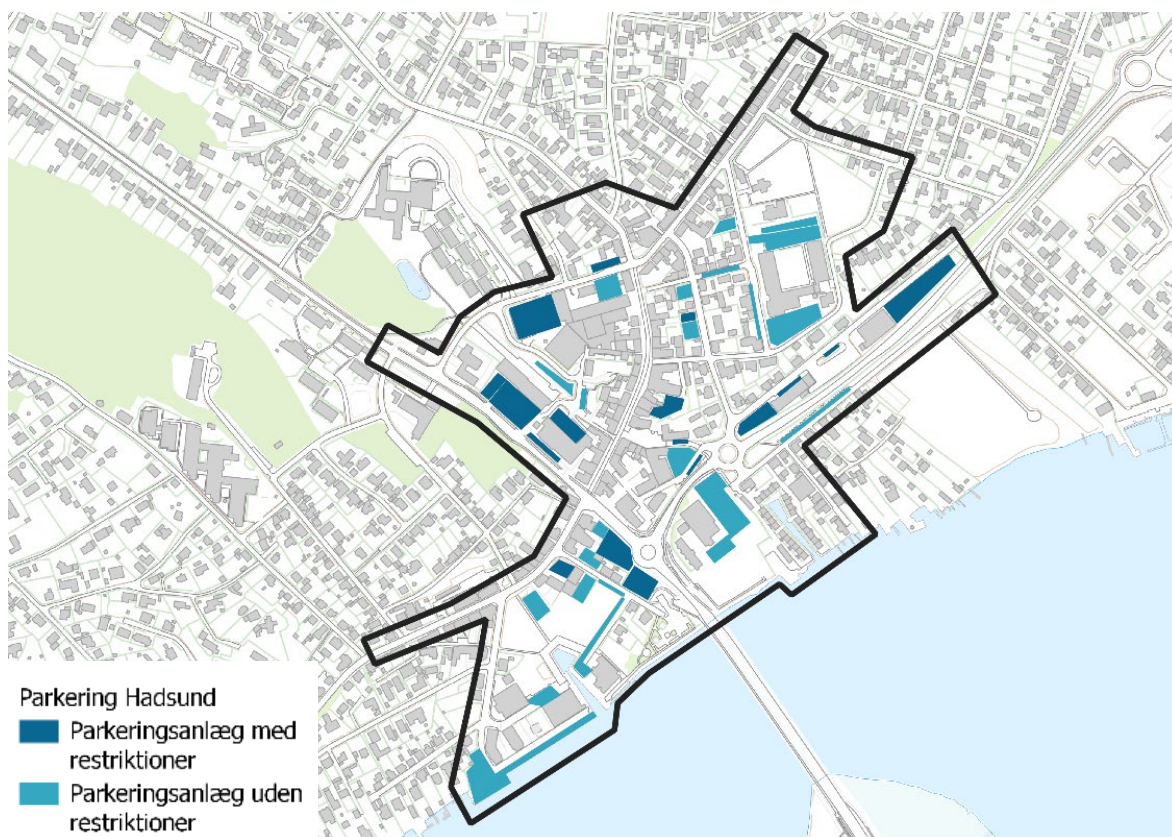 Parkering Hadsund
Parkeringsanlæg med
restriktioner
Parkeringsanlæg uden
restriktioner